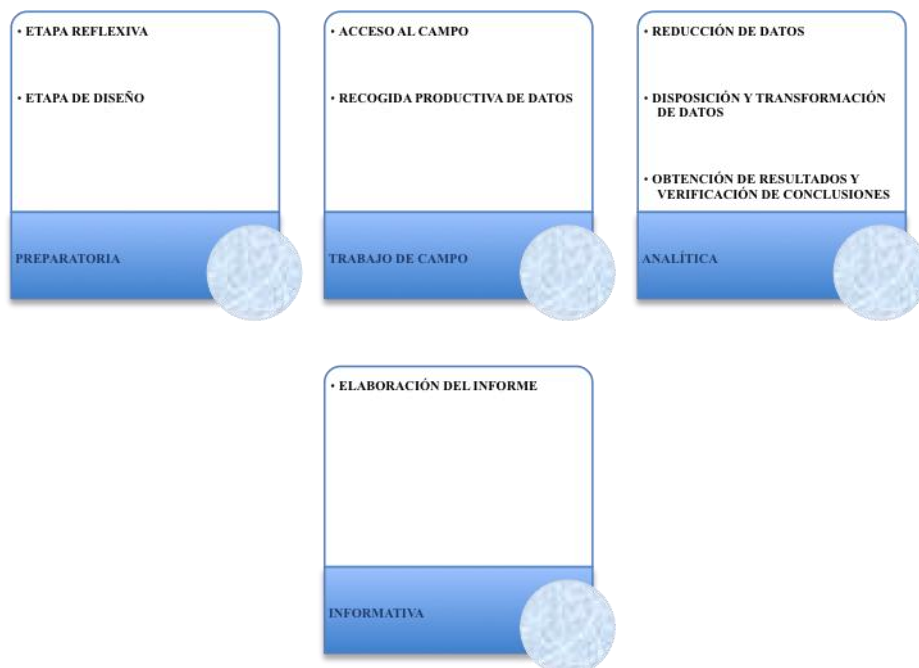 • ETAPA REFLEXIVA
• ETAPA DE DISEÑO
PREPARATORIA
• ACCESO AL CAMPO
• RECOGIDA PRODUCTIVA DE DATOS
TRABAJO DE CAMPO
• REDUCCIÓN DE DATOS
• DISPOSICIÓN Y TRANSFORMACIÓN
DE DATOS
• OBTENCIÓN DE RESULTADOS Y
VERIFICACIÓN DE CONCLUSIONES
ANALÍTICA
• ELABORACIÓN DEL INFORME
INFORMATIVA